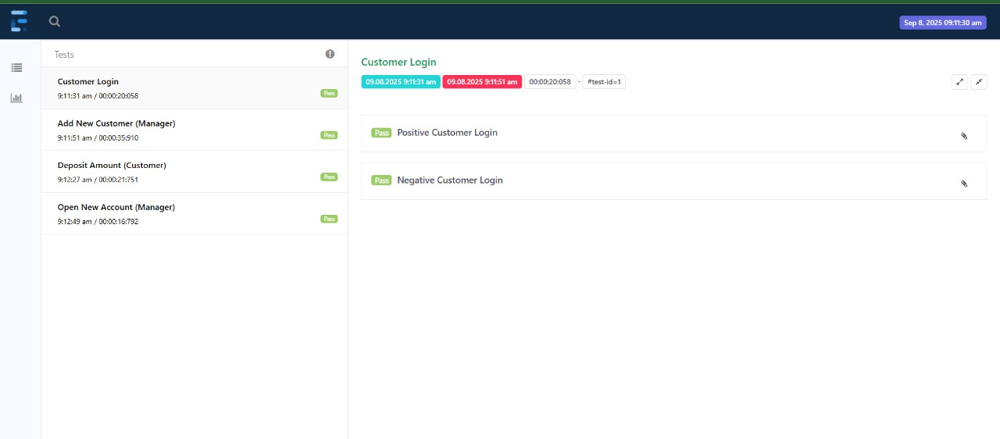 Sep 8, 2025 09:11:30 am
Tests
Customer Login
9:11:31 am / 00:00:20:058
Pass
Add New Customer (Manager)
9:11:51 am / 00:00:35:910
Pass
Deposit Amount (Customer)
9:12:27 am / 00:00:21:751
Pass
Open New Account (Manager)
9:12:49 am / 00:00:16:792
Pass
Customer Login
09.08.2025 9:11:31 am 09.08.2025 9:11:51 am 00:00:20:058 · #test-id=1
Pass Positive Customer Login
Pass Negative Customer Login